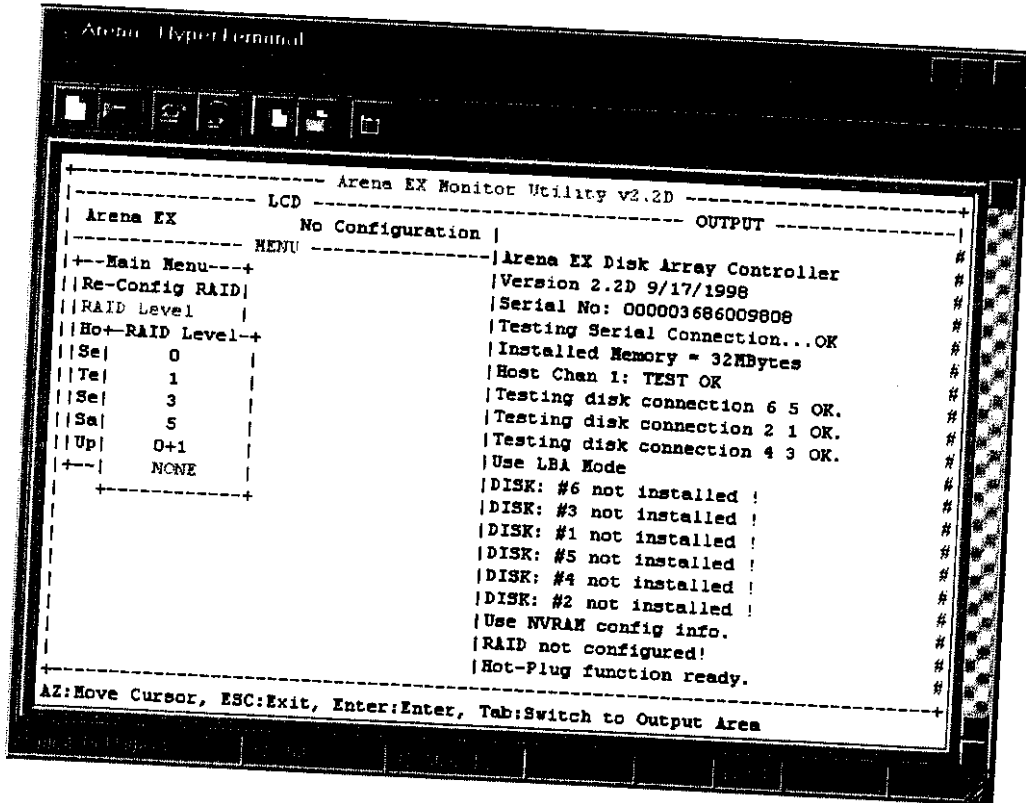 Arena HyperTerminal
+---------------------- Arena EX Monitor Utility v2.2D ----------------------+
|---------------- LCD --------------------------------- OUTPUT ----------------|
| Arena EX No Configuration |
|---------------- MENU ----------------|Arena EX Disk Array Controller #
|+--Main Menu---+ |Version 2.2D 9/17/1998 #
||Re-Config RAID| |Serial No: 000003686009808 #
||RAID Level | |Testing Serial Connection...OK #
||Ho+-RAID Level-+ |Installed Memory = 32MBytes #
||Se| 0 | |Host Chan 1: TEST OK #
||Te| 1 | |Testing disk connection 6 5 OK. #
||Se| 3 | |Testing disk connection 2 1 OK. #
||Sa| 5 | |Testing disk connection 4 3 OK. #
||Up| 0+1 | |Use LBA Mode #
|+--| NONE | |DISK: #6 not installed ! #
| +------------+ |DISK: #3 not installed ! #
| |DISK: #1 not installed ! #
| |DISK: #5 not installed ! #
| |DISK: #4 not installed ! #
| |DISK: #2 not installed ! #
| |Use NVRAM config info. #
| |RAID not configured! #
| |Hot-Plug function ready. #
+----------------------------------------------------------------------------+
AZ:Move Cursor, ESC:Exit, Enter:Enter, Tab:Switch to Output Area